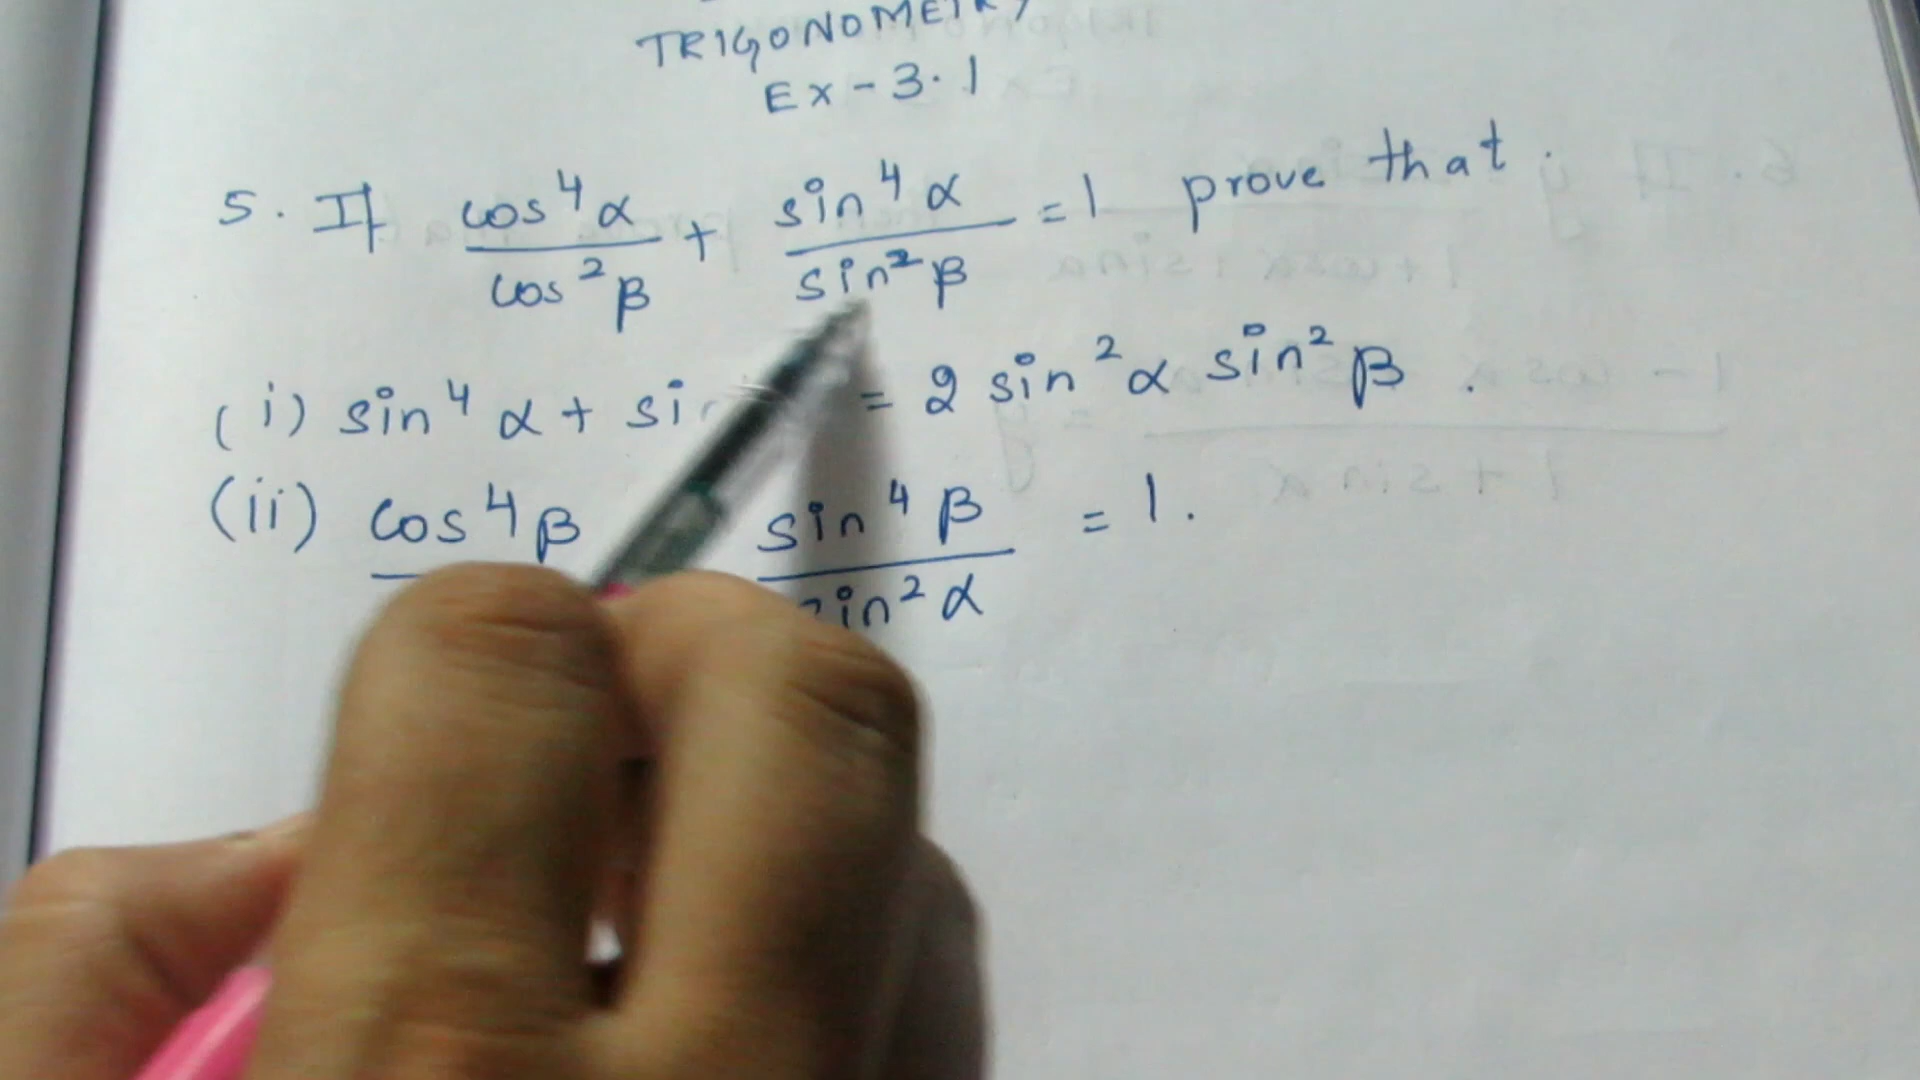 TRIGONOMETRY
Ex - 3.1
5. If cos⁴α/cos²β + sin⁴α/sin²β = 1 prove that.
(i) sin⁴α + si = 2 sin²α sin²β.
(ii) cos⁴β sin⁴β/sin²α = 1.